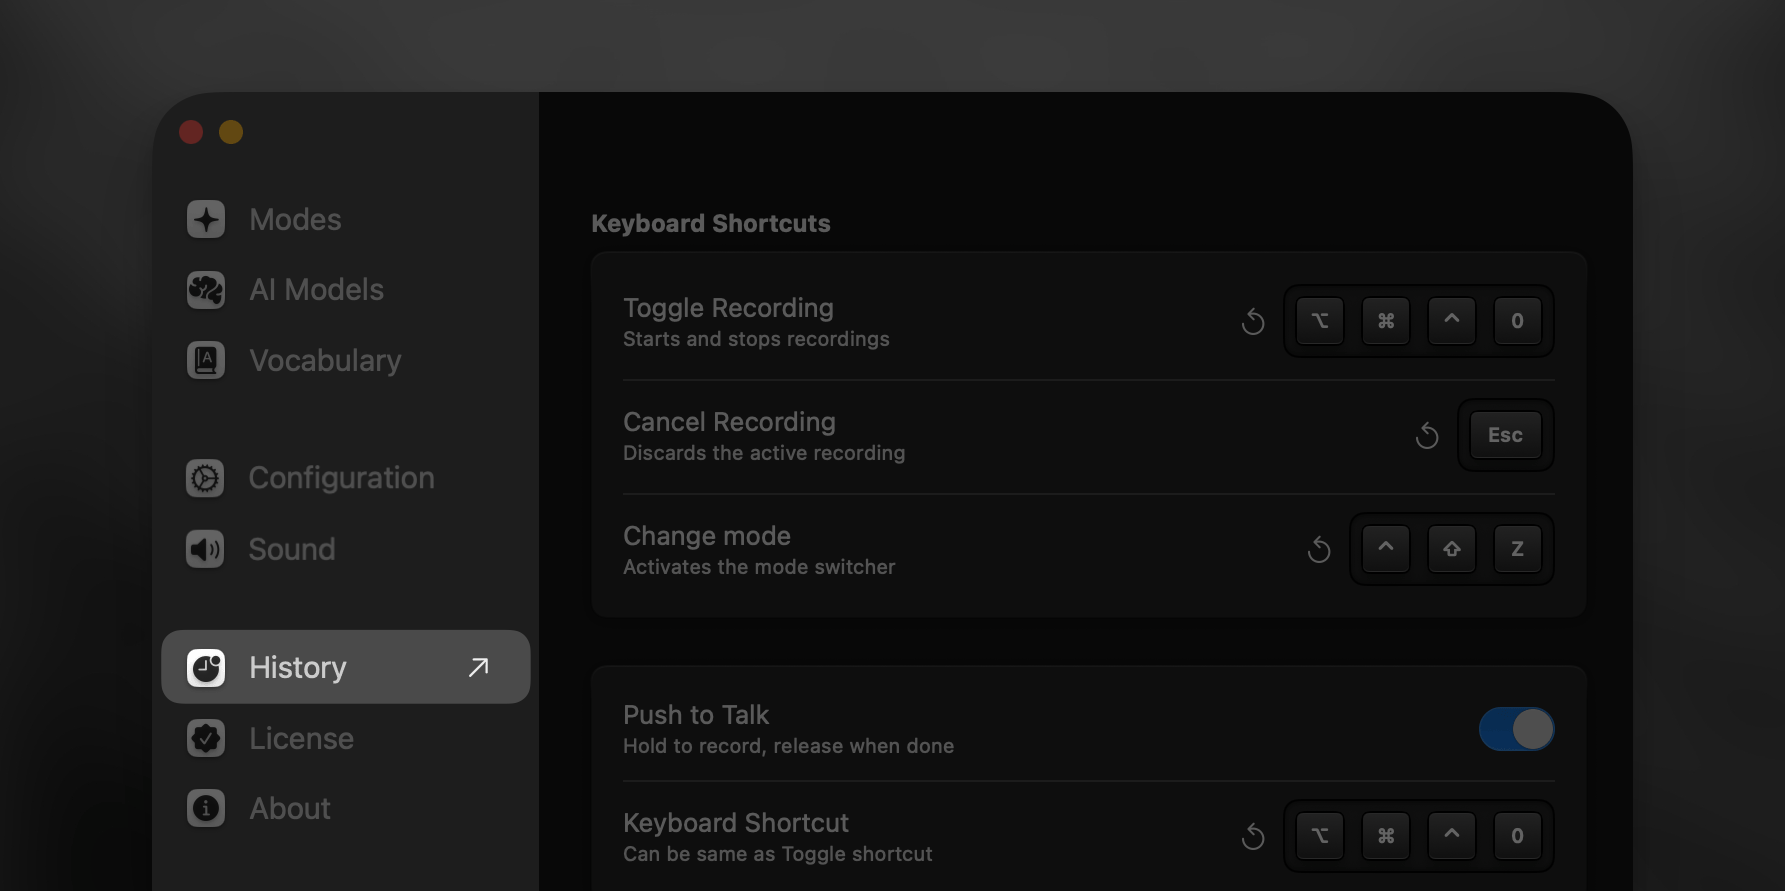 Modes
AI Models
Vocabulary
Configuration
Sound
History
License
About
Keyboard Shortcuts
Toggle Recording
Starts and stops recordings
⌥ ⌘ ^ 0
Cancel Recording
Discards the active recording
Esc
Change mode
Activates the mode switcher
^ ⇧ Z
Push to Talk
Hold to record, release when done
Keyboard Shortcut
Can be same as Toggle shortcut
⌥ ⌘ ^ 0